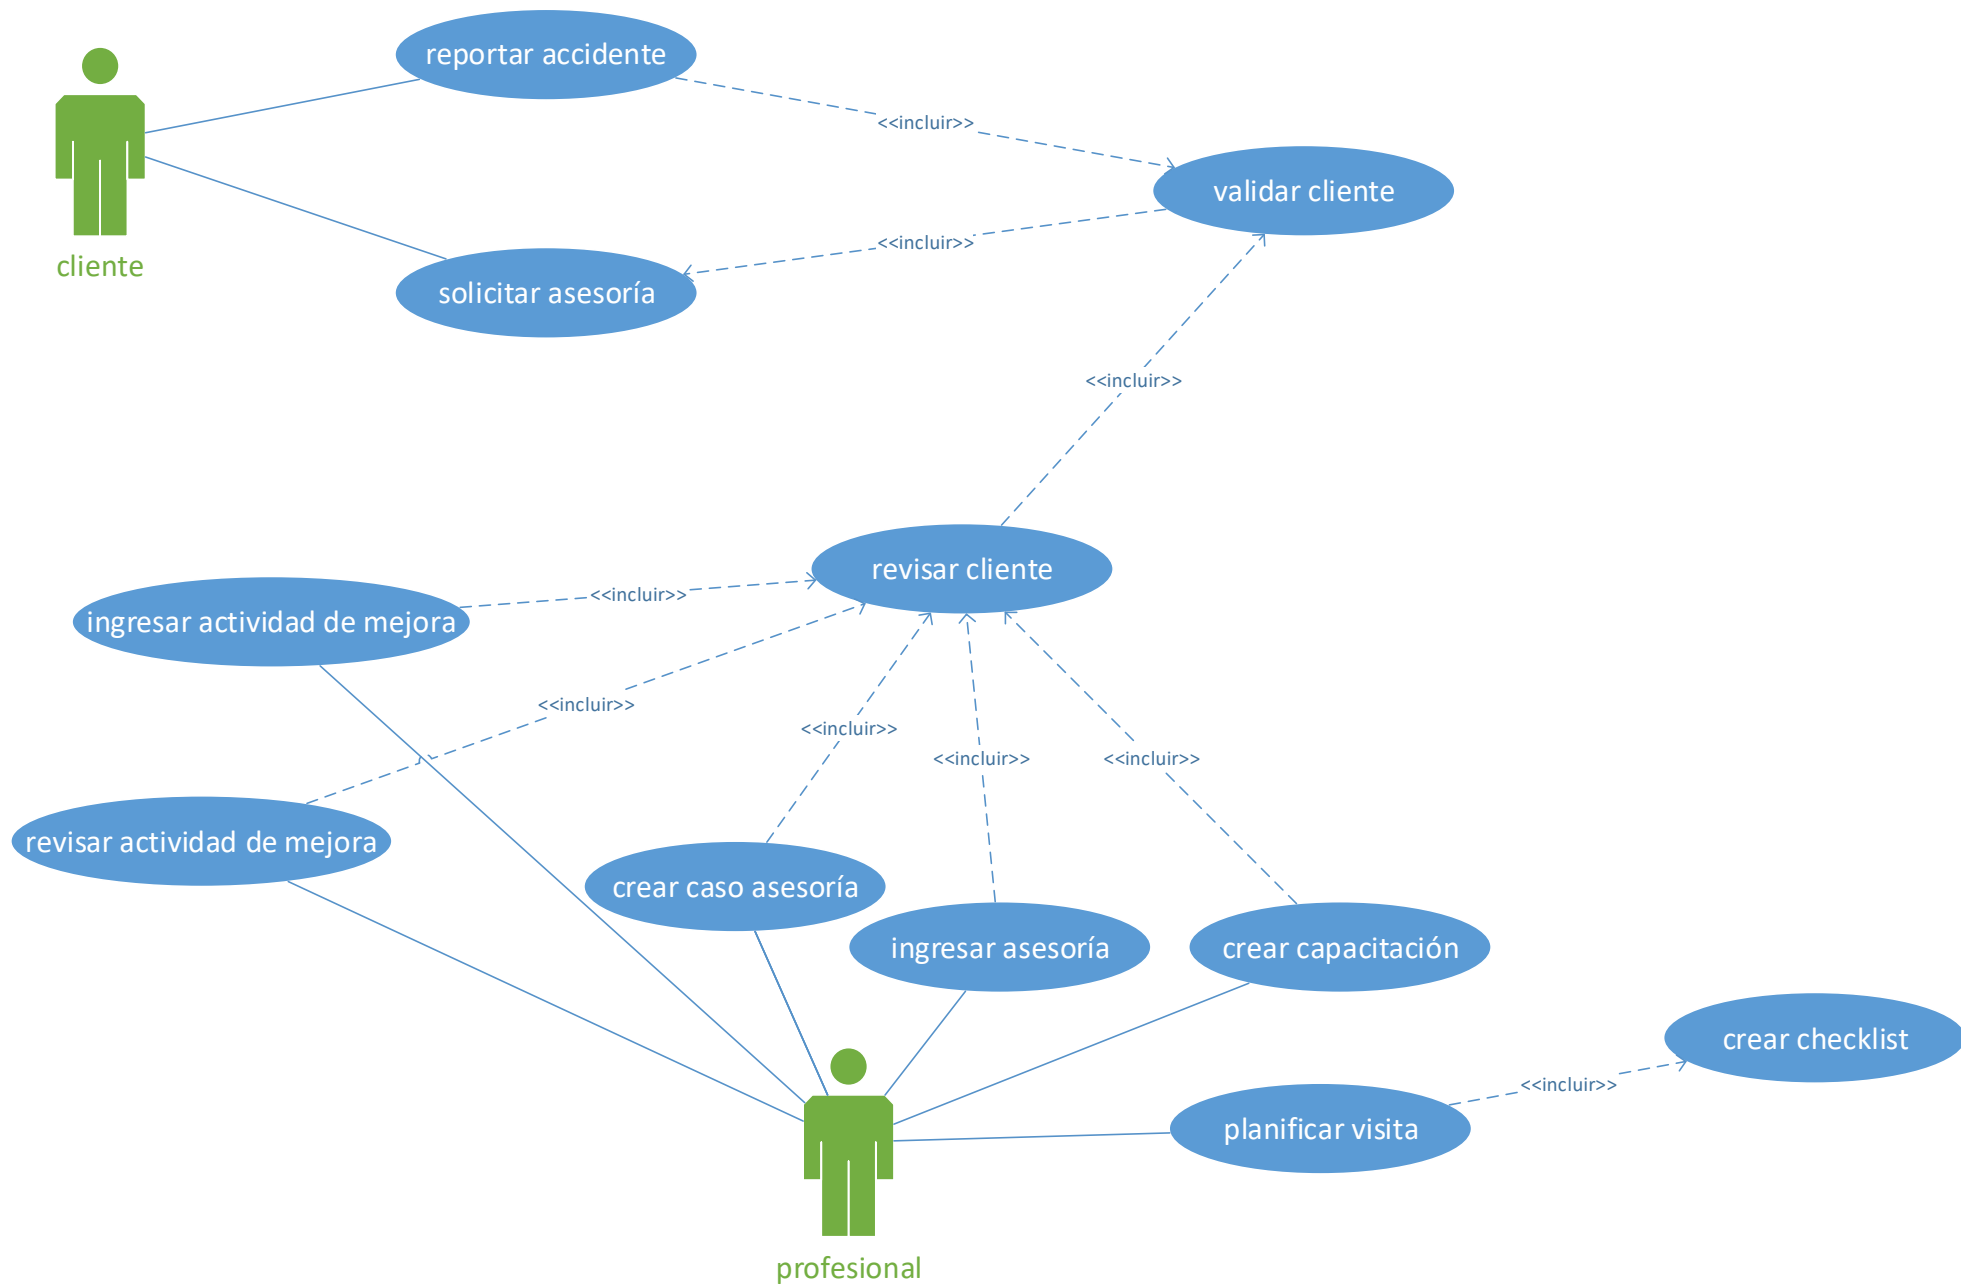 reportar accidente
<<incluir>>
validar cliente
<<incluir>>
cliente
solicitar asesoría
<<incluir>>
revisar cliente
<<incluir>>
ingresar actividad de mejora
<<incluir>>
<<incluir>>
<<incluir>>
<<incluir>>
revisar actividad de mejora
crear caso asesoría
ingresar asesoría
crear capacitación
crear checklist
<<incluir>>
planificar visita
profesional